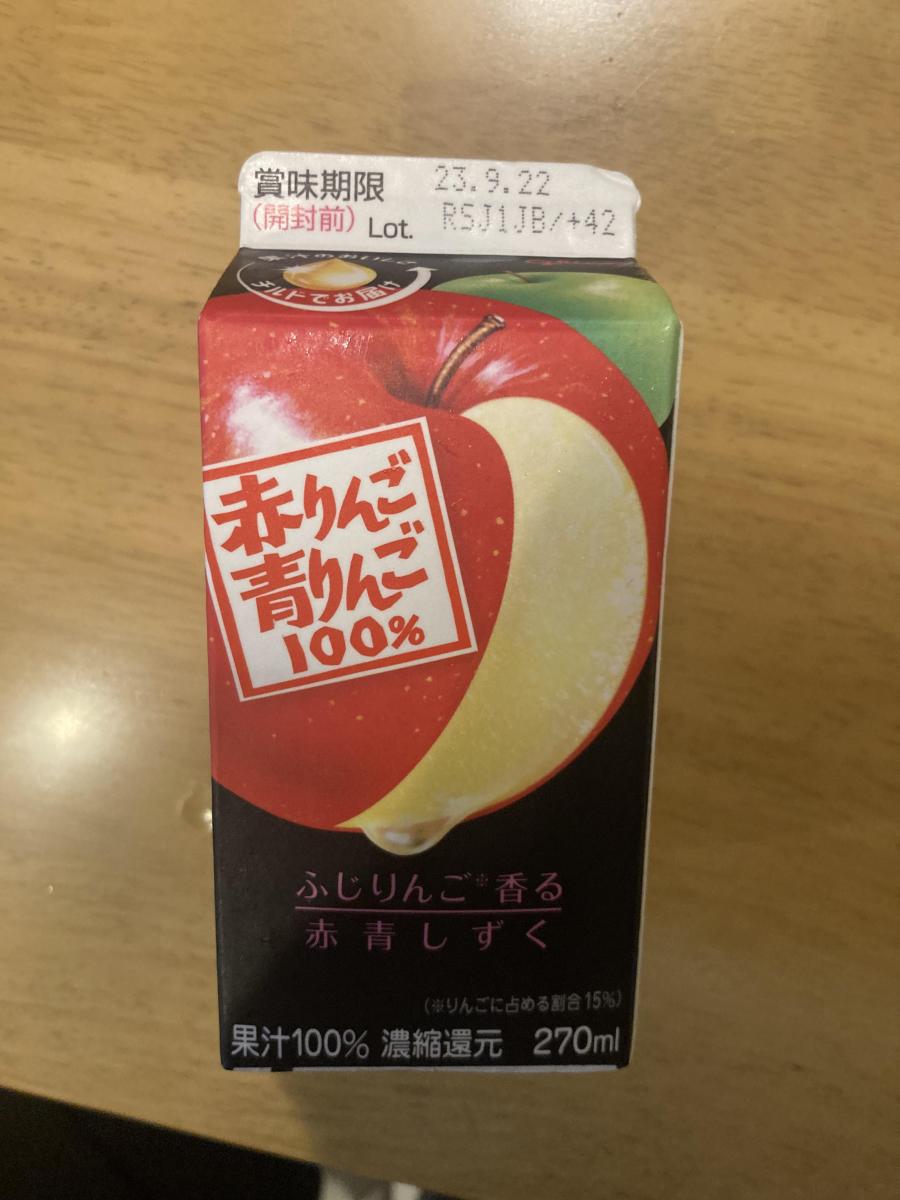 賞味期限 23.9.22
(開封前) Lot. RSJ1JB/+42
チルドでお届け
赤りんご
青りんご
100%
ふじりんご※香る
赤青しずく
(※りんごに占める割合15%)
果汁100% 濃縮還元 270ml